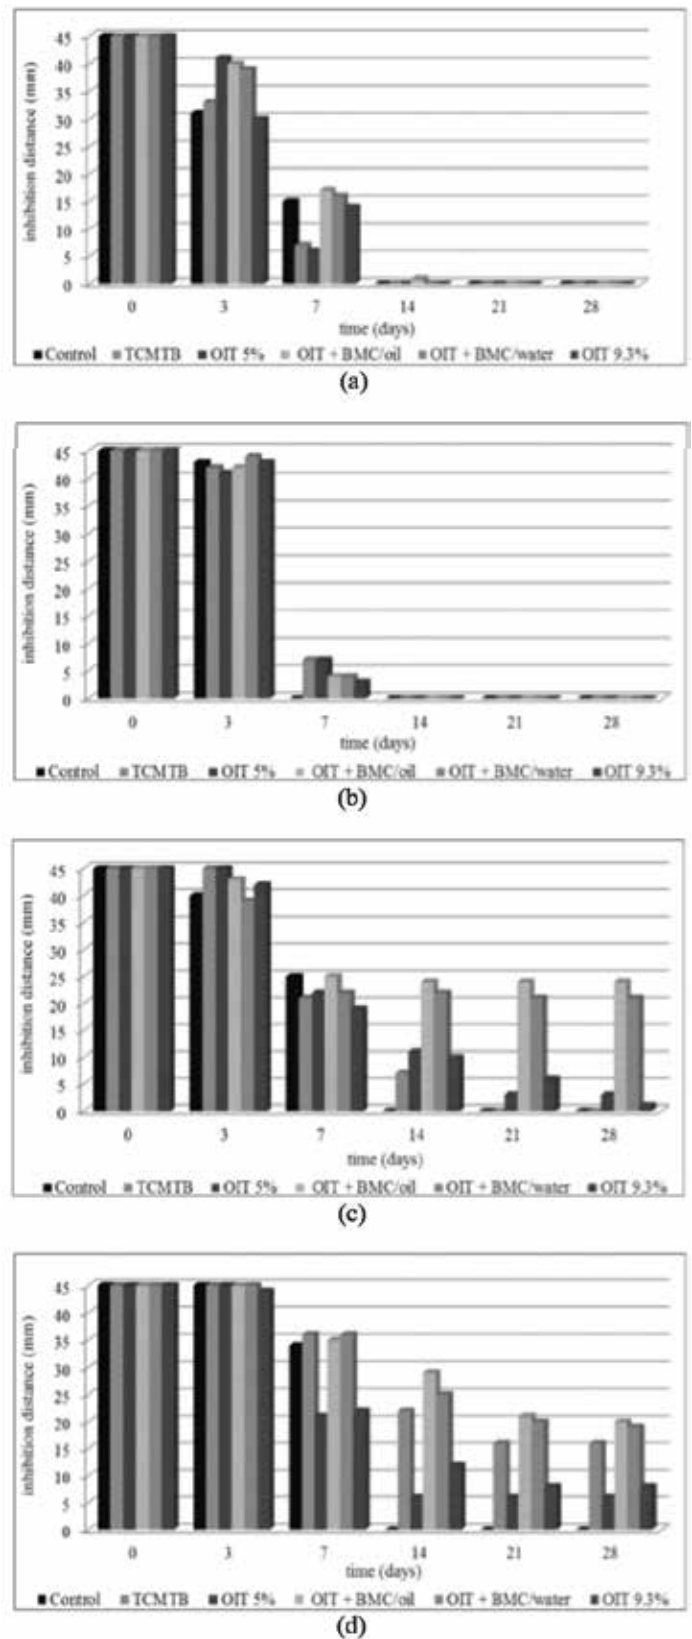 inhibition distance (mm)
45
40
35
30
25
20
15
10
5
0
0 3 7 14 21 28
time (days)
Control TCMTB OIT 5% OIT + BMC/oil OIT + BMC/water OIT 9.3%
(a)
inhibition distance (mm)
45
40
35
30
25
20
15
10
5
0
0 3 7 14 21 28
time (days)
Control TCMTB OIT 5% OIT + BMC/oil OIT + BMC/water OIT 9.3%
(b)
inhibition distance (mm)
45
40
35
30
25
20
15
10
5
0
0 3 7 14 21 28
time (days)
Control TCMTB OIT 5% OIT + BMC/oil OIT + BMC/water OIT 9.3%
(c)
inhibition distance (mm)
45
40
35
30
25
20
15
10
5
0
0 3 7 14 21 28
time (days)
Control TCMTB OIT 5% OIT + BMC/oil OIT + BMC/water OIT 9.3%
(d)